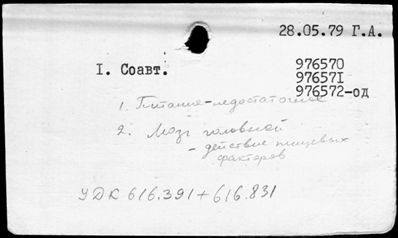 28.05.79 Г.А.
I. Соавт.
976570
976571
976572-од
1. Питание-недостаточное
2. Мозг головной
- действие пищевых
факторов
УДК 616.391+616.831